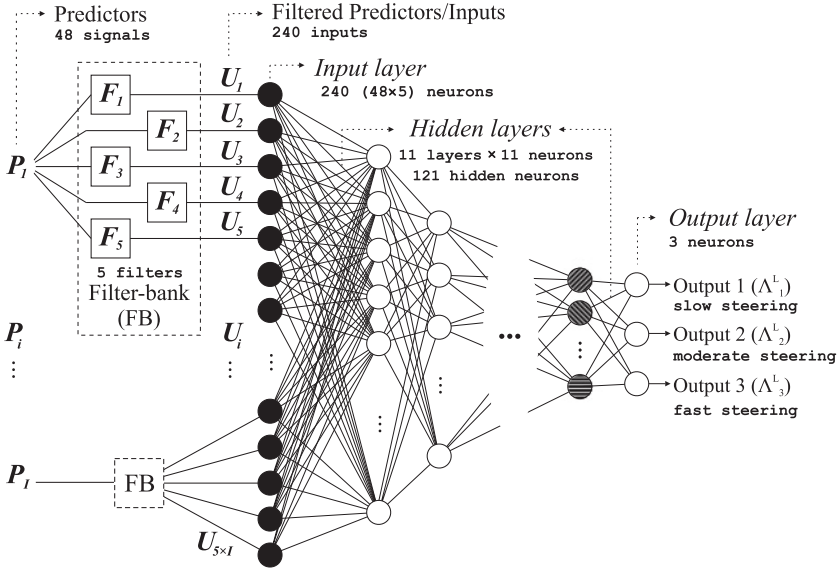 Predictors
48 signals
Filtered Predictors/Inputs
240 inputs
Input layer
240 (48×5) neurons
Hidden layers
11 layers × 11 neurons
121 hidden neurons
Output layer
3 neurons
P1
F1
F2
F3
F4
F5
5 filters
Filter-bank
(FB)
U1
U2
U3
U4
U5
Pi
⋮
Ui
⋮
⋮
PI
FB
U5×I
⋮
⋮
...
⋮
Output 1 (Λ^L_1)
slow steering
Output 2 (Λ^L_2)
moderate steering
Output 3 (Λ^L_3)
fast steering